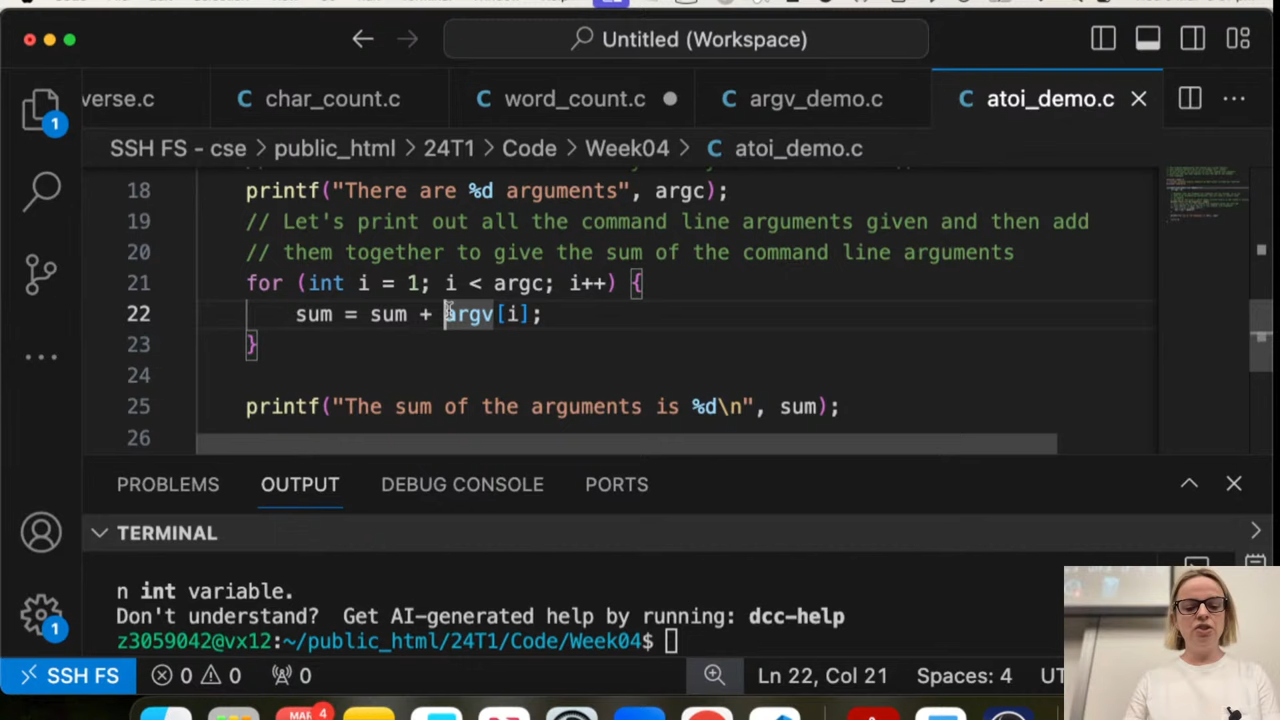 Untitled (Workspace)
verse.c
char_count.c
word_count.c
argv_demo.c
atoi_demo.c
SSH FS - cse > public_html > 24T1 > Code > Week04 > atoi_demo.c
18 printf("There are %d arguments", argc);
19 // Let's print out all the command line arguments given and then add
20 // them together to give the sum of the command line arguments
21 for (int i = 1; i < argc; i++) {
22 sum = sum + argv[i];
23 }
24
25 printf("The sum of the arguments is %d\n", sum);
26
PROBLEMS OUTPUT DEBUG CONSOLE PORTS
TERMINAL
n int variable.
Don't understand? Get AI-generated help by running: dcc-help
z3059042@vx12:~/public_html/24T1/Code/Week04$
SSH FS 0 0 0 Ln 22, Col 21 Spaces: 4 UT
MAR 4